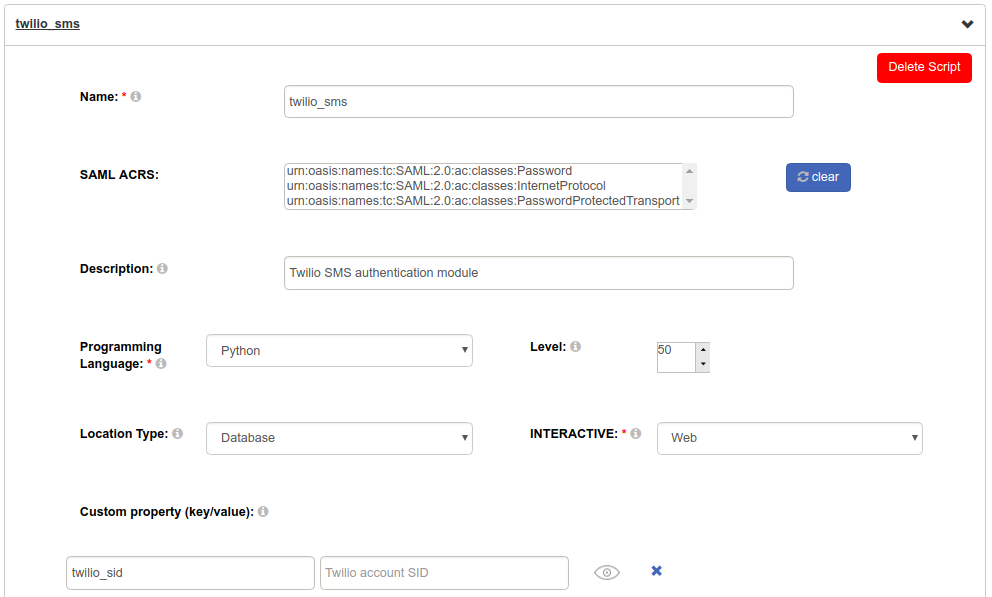 twilio_sms
Delete Script
Name: *
twilio_sms
SAML ACRS:
urn:oasis:names:tc:SAML:2.0:ac:classes:Password
urn:oasis:names:tc:SAML:2.0:ac:classes:InternetProtocol
urn:oasis:names:tc:SAML:2.0:ac:classes:PasswordProtectedTransport
clear
Description:
Twilio SMS authentication module
Programming
Language: *
Python
Level:
50
Location Type:
Database
INTERACTIVE: *
Web
Custom property (key/value):
twilio_sid
Twilio account SID